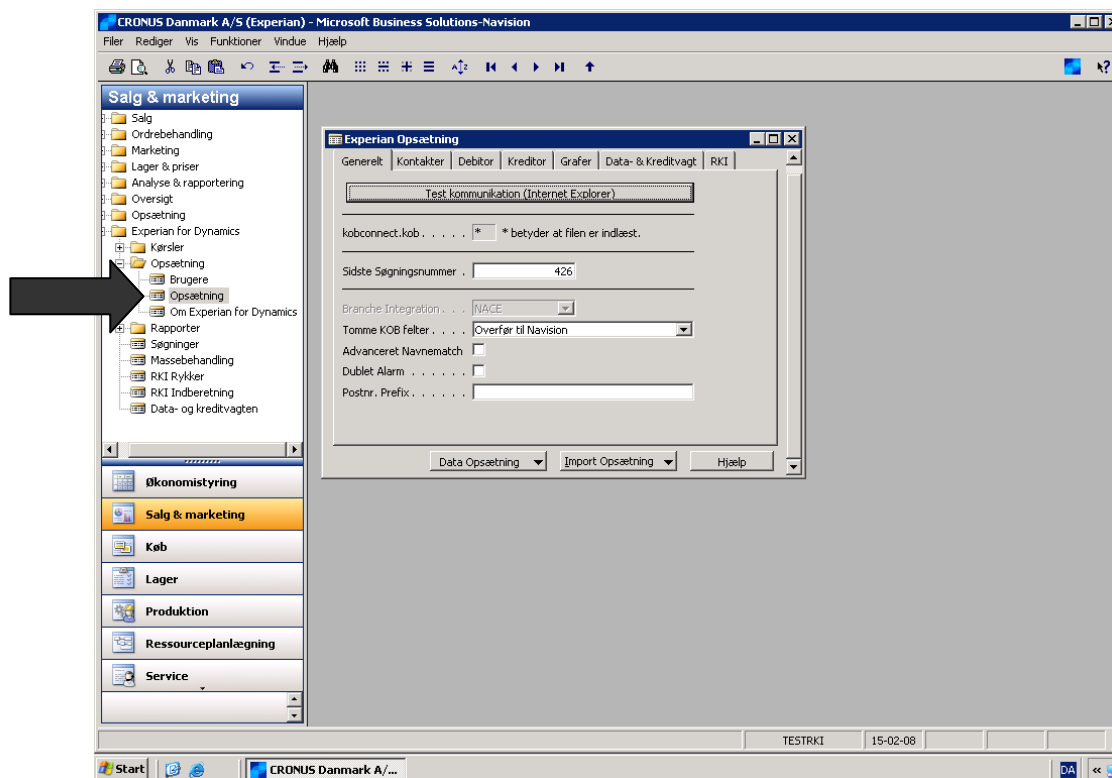 CRONUS Danmark A/S (Experian) - Microsoft Business Solutions-Navision
Filer Rediger Vis Funktioner Vindue Hjælp
Salg & marketing
Salg
Ordrebehandling
Marketing
Lager & priser
Analyse & rapportering
Oversigt
Opsætning
Experian for Dynamics
Kørsler
Opsætning
Brugere
Opsætning
Om Experian for Dynamics
Rapporter
Søgninger
Massebehandling
RKI Rykker
RKI Indberetning
Data- og kreditvagten
Økonomistyring
Salg & marketing
Køb
Lager
Produktion
Ressourceplanlægning
Service
Experian Opsætning
Generelt Kontakter Debitor Kreditor Grafer Data- & Kreditvagt RKI
Test kommunikation (Internet Explorer)
kobconnect.kob . . . . . * * betyder at filen er indlæst.
Sidste Søgningsnummer . 426
Branche Integration . . . NACE
Tomme KOB felter . . . . Overfør til Navision
Advanceret Navnematch
Dublet Alarm . . . . . .
Postnr. Prefix . . . . . .
Data Opsætning Import Opsætning Hjælp
TESTRKI 15-02-08
Start CRONUS Danmark A/... DA «